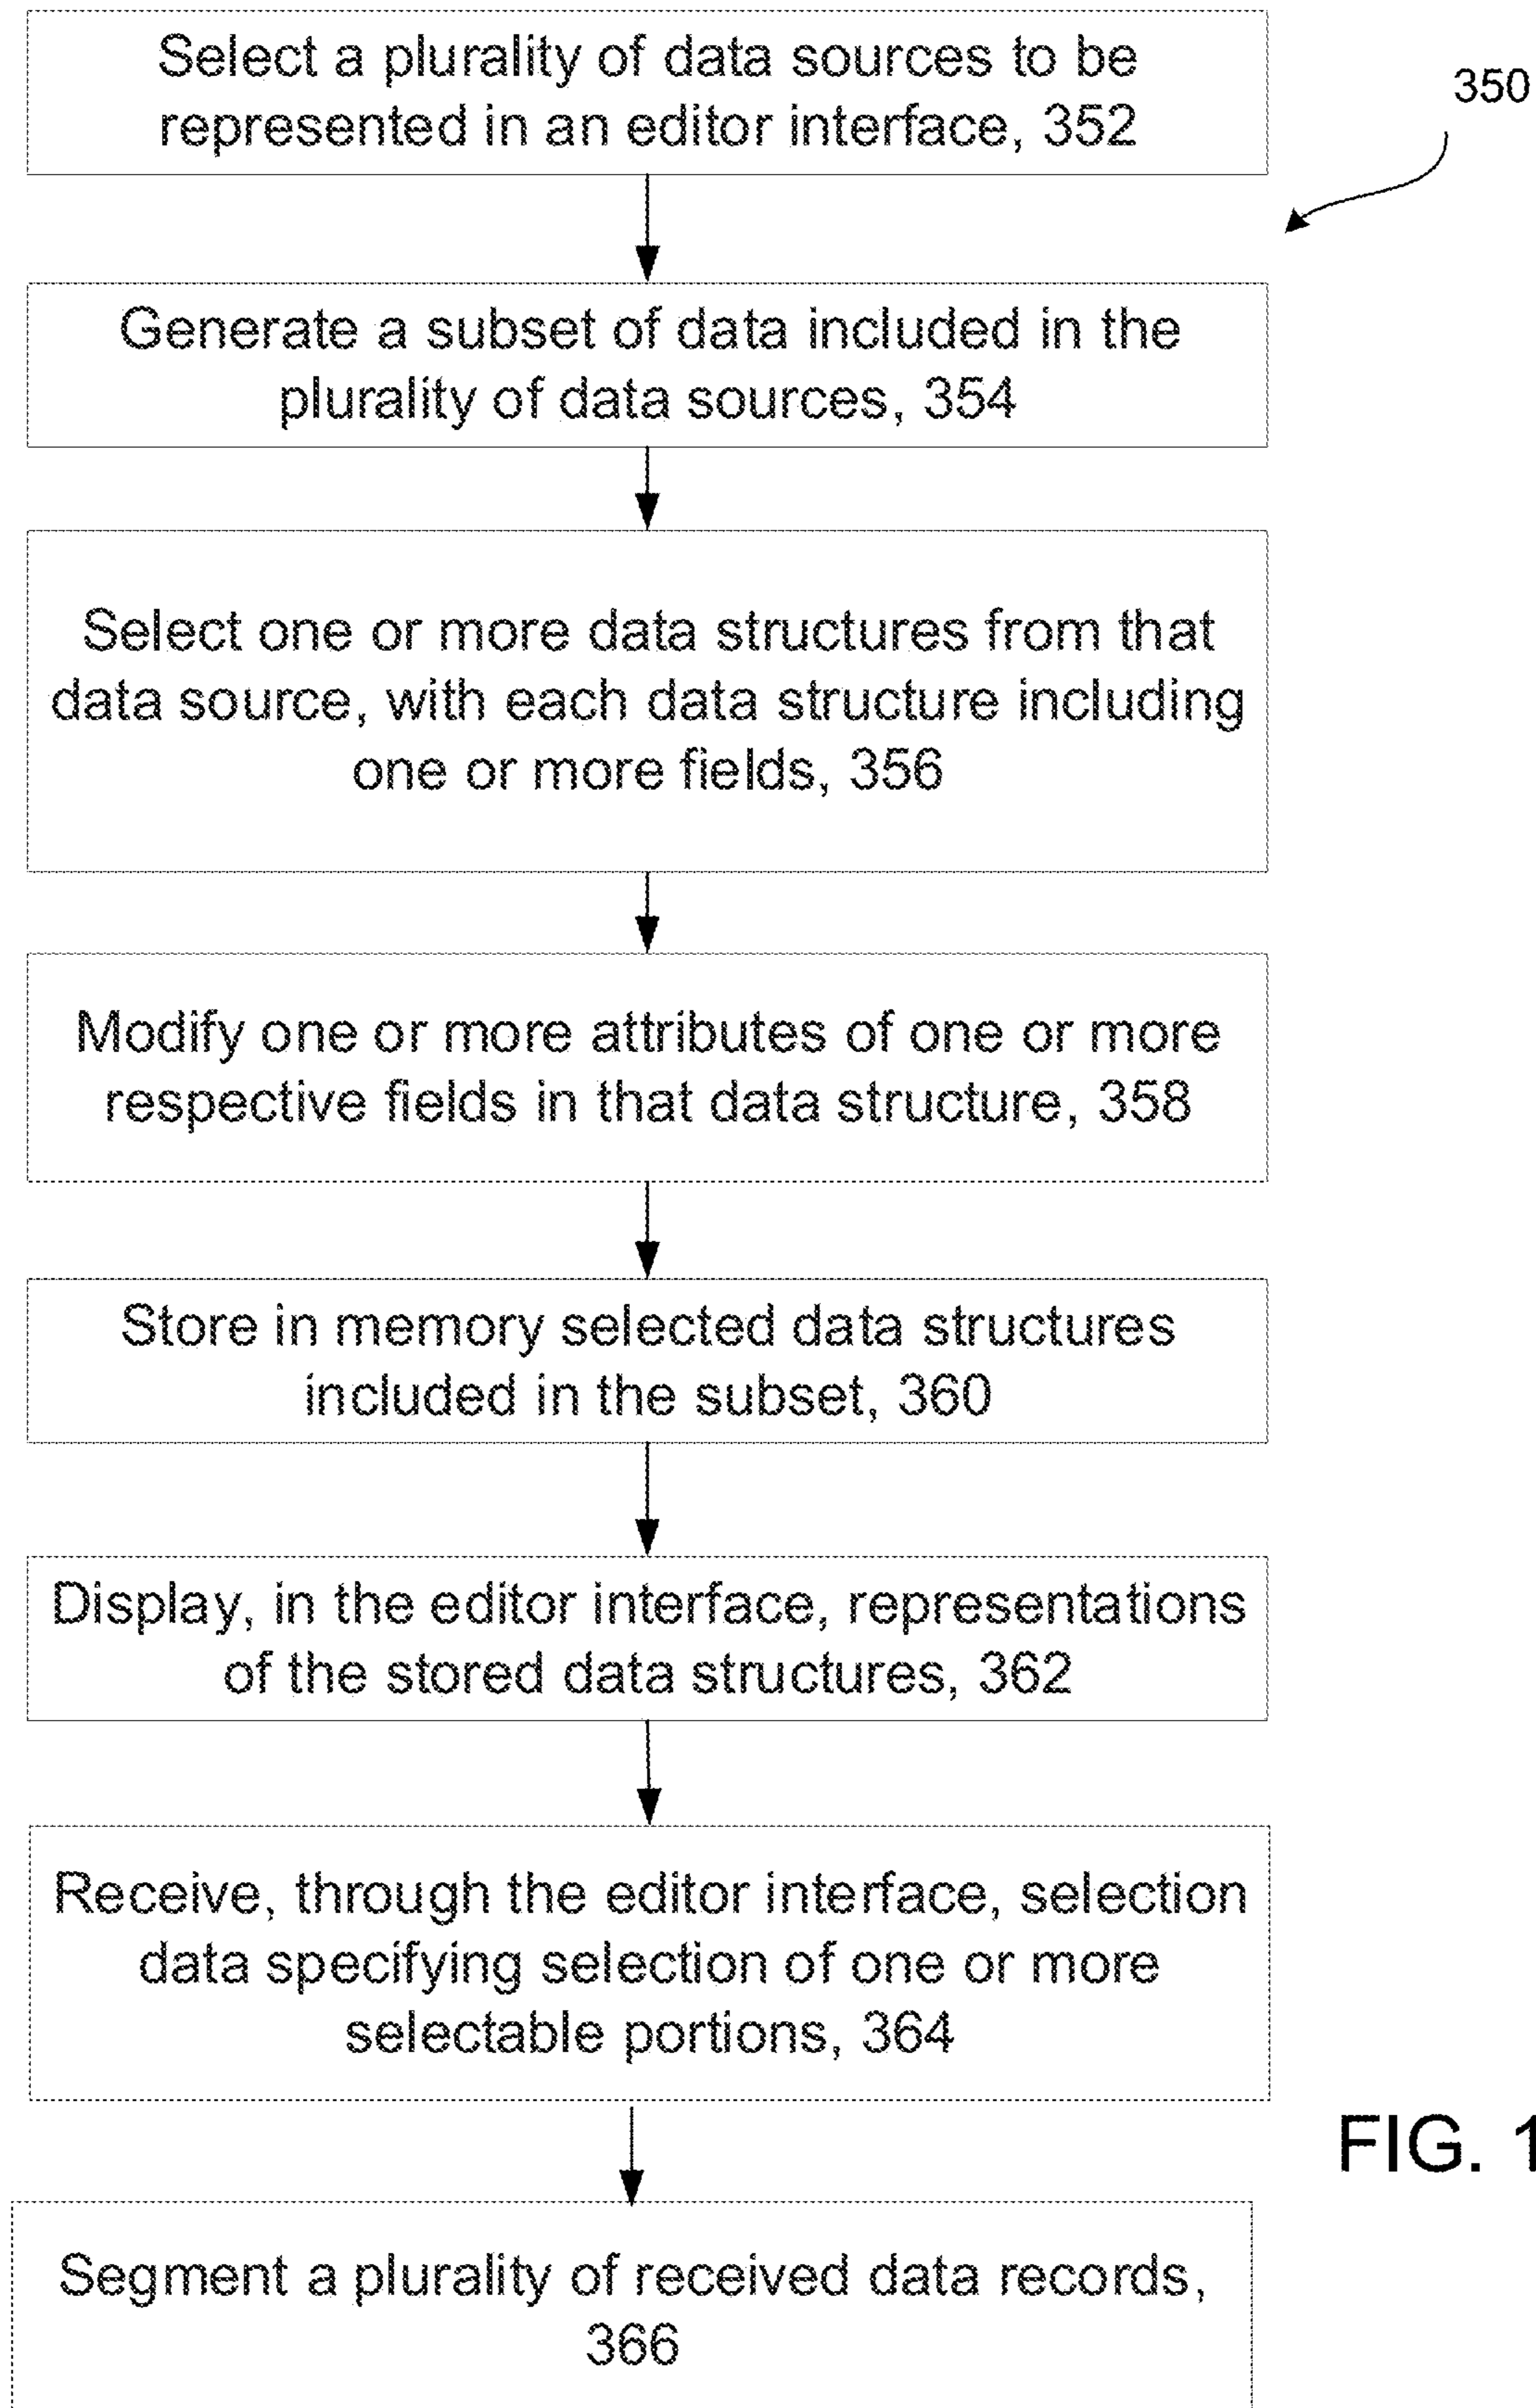 Select a plurality of data sources to be
represented in an editor interface, 352
350
Generate a subset of data included in the
plurality of data sources, 354
Select one or more data structures from that
data source, with each data structure including
one or more fields, 356
Modify one or more attributes of one or more
respective fields in that data structure, 358
Store in memory selected data structures
included in the subset, 360
Display, in the editor interface, representations
of the stored data structures, 362
Receive, through the editor interface, selection
data specifying selection of one or more
selectable portions, 364
FIG. 1
Segment a plurality of received data records,
366